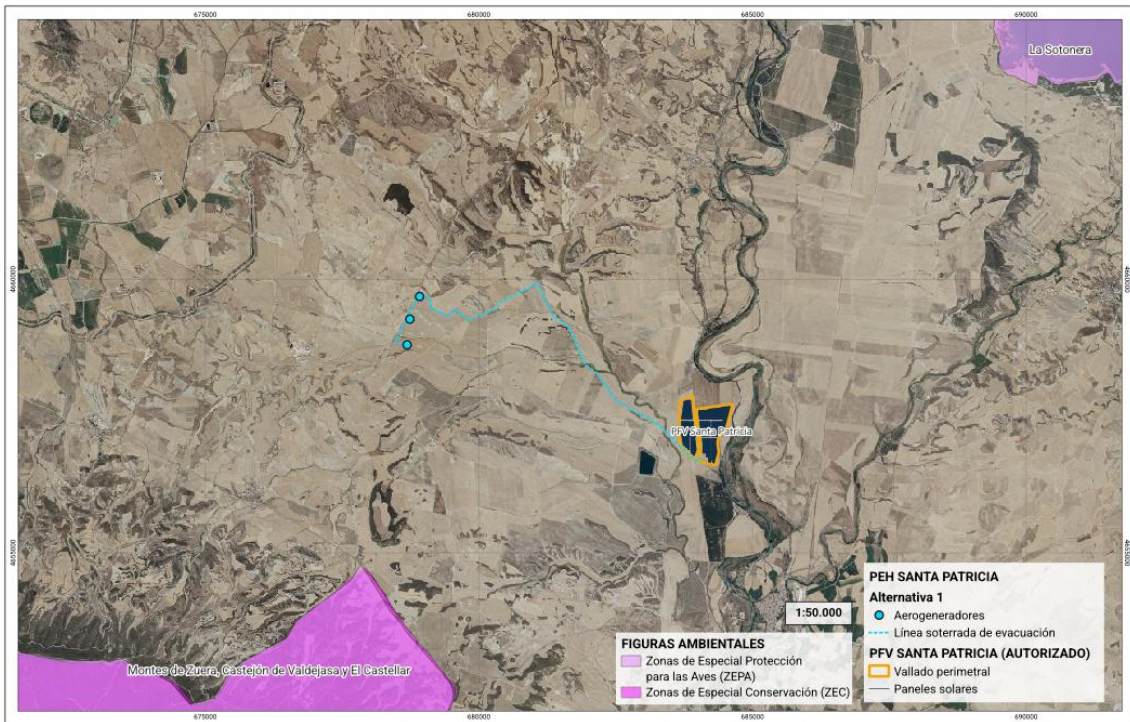 675000 680000 685000 690000
La Sotonera
4660000 4660000
PFV Santa Patricia
4655000 4655000
Montes de Zuera, Castejón de Valdejasa y El Castellar
1:50.000
FIGURAS AMBIENTALES
Zonas de Especial Protección
para las Aves (ZEPA)
Zonas de Especial Conservación (ZEC)
PEH SANTA PATRICIA
Alternativa 1
Aerogeneradores
Línea soterrada de evacuación
PFV SANTA PATRICIA (AUTORIZADO)
Vallado perimetral
Paneles solares
675000 680000 685000 690000